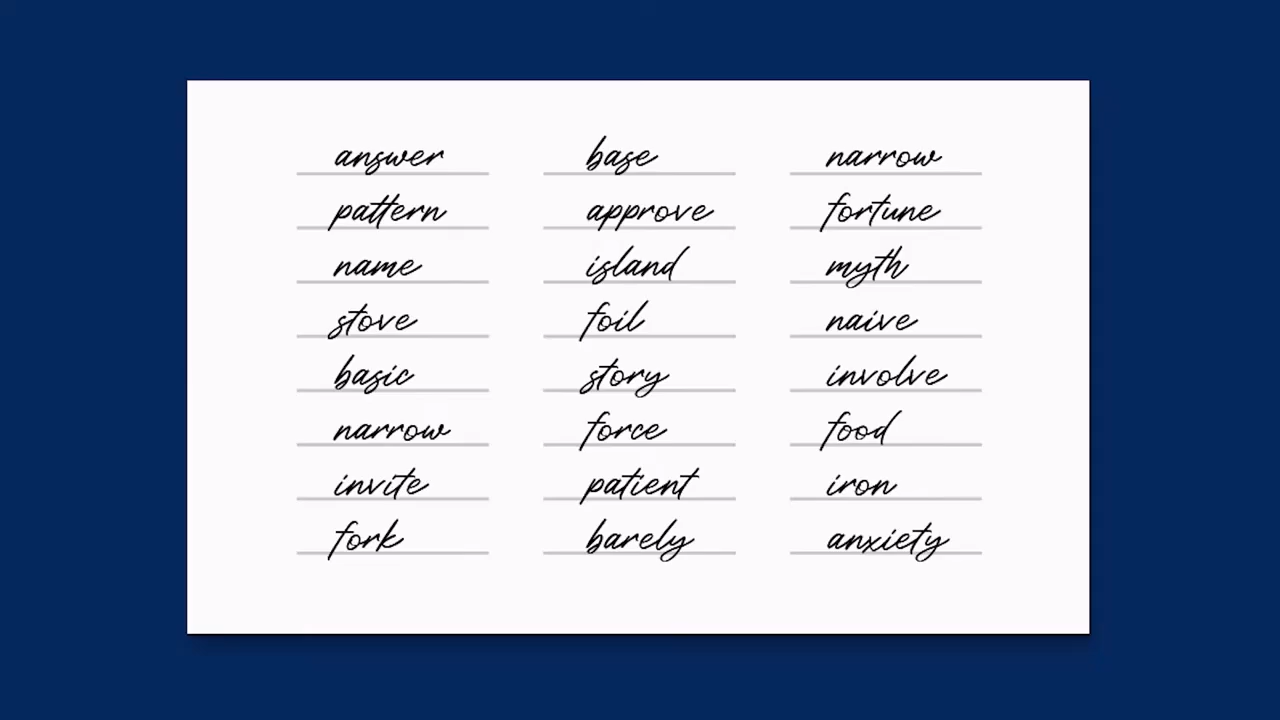 answer base narrow
pattern approve fortune
name island myth
stove foil naive
basic story involve
narrow force food
invite patient iron
fork barely anxiety